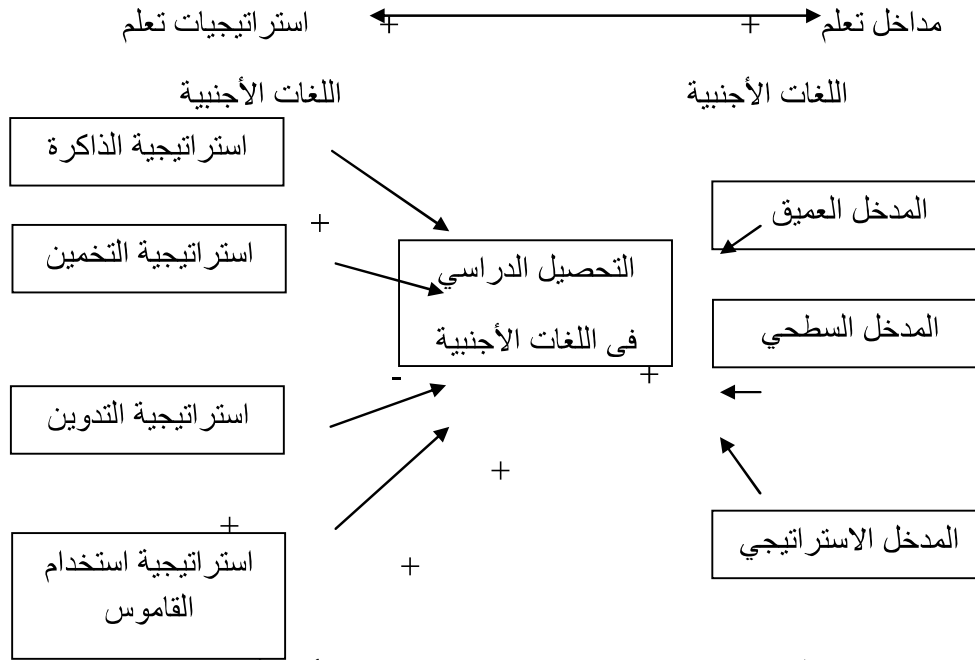 مداخل تعلم + + استراتيجيات تعلم
اللغات الأجنبية اللغات الأجنبية
استراتيجية الذاكرة
المدخل العميق
+
استراتيجية التخمين
التحصيل الدراسي
المدخل السطحي
فى اللغات الأجنبية
+ -
استراتيجية التدوين
+
المدخل الاستراتيجي
+
استراتيجية استخدام
القاموس
+